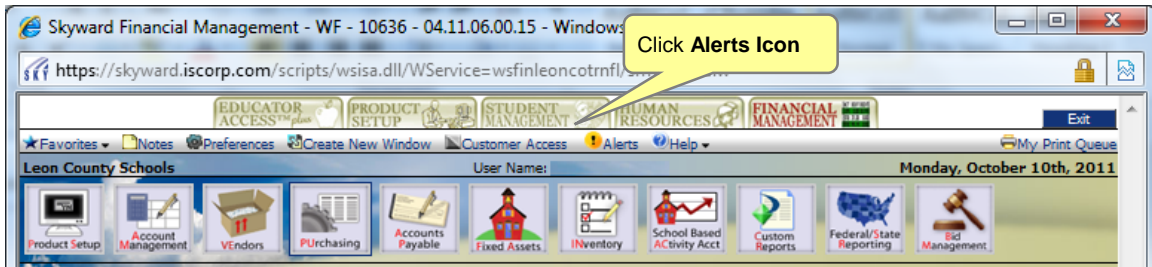 Skyward Financial Management - WF - 10636 - 04.11.06.00.15 - Windows
Click Alerts Icon
https://skyward.iscorp.com/scripts/wsisa.dll/WService=wsfinleoncotrnfl/
EDUCATOR ACCESS™plus
PRODUCT SETUP
STUDENT MANAGEMENT
HUMAN RESOURCES
FINANCIAL MANAGEMENT
Exit
Favorites Notes Preferences Create New Window Customer Access Alerts Help My Print Queue
Leon County Schools User Name: Monday, October 10th, 2011
Product Setup
Account Management
VEndors
PUrchasing
Accounts Payable
Fixed Assets
INventory
School Based ACtivity Acct
Custom Reports
Federal/State Reporting
Bid Management